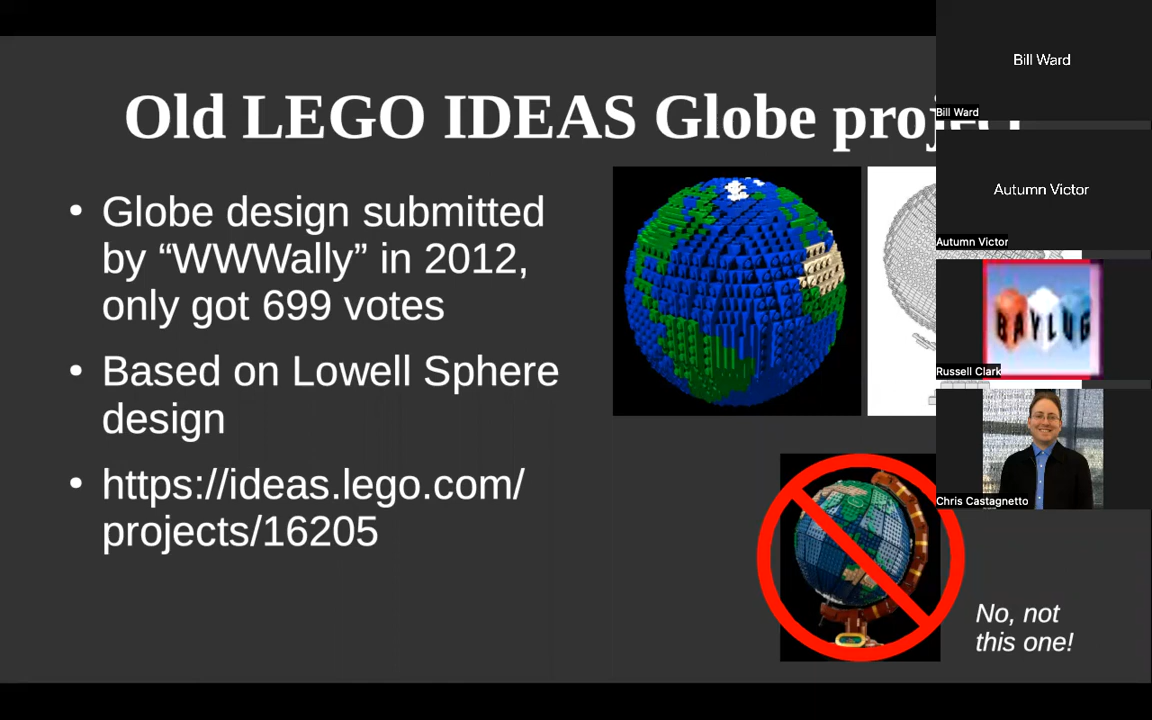 Old LEGO IDEAS Globe project
• Globe design submitted
by “WWWally” in 2012,
only got 699 votes
• Based on Lowell Sphere
design
• https://ideas.lego.com/
projects/16205
No, not
this one!
Bill Ward
Bill Ward
Autumn Victor
Autumn Victor
BAYLUG
Russell Clark
Chris Castagnetto